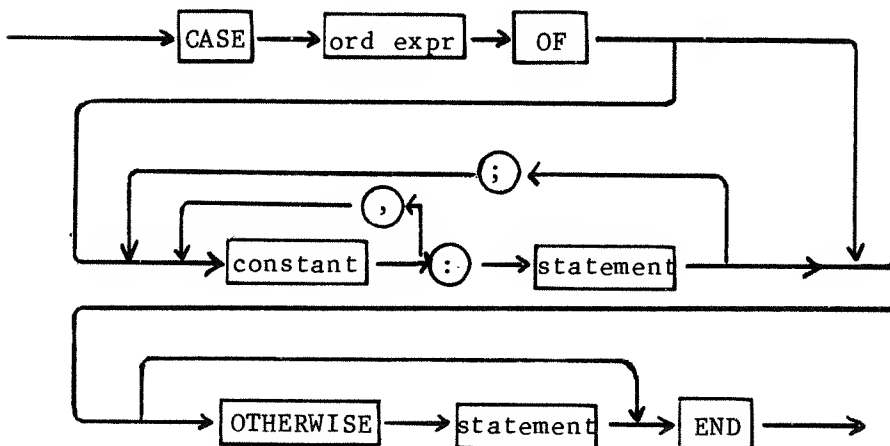 CASE ord expr OF
;
,
constant : statement
OTHERWISE statement END